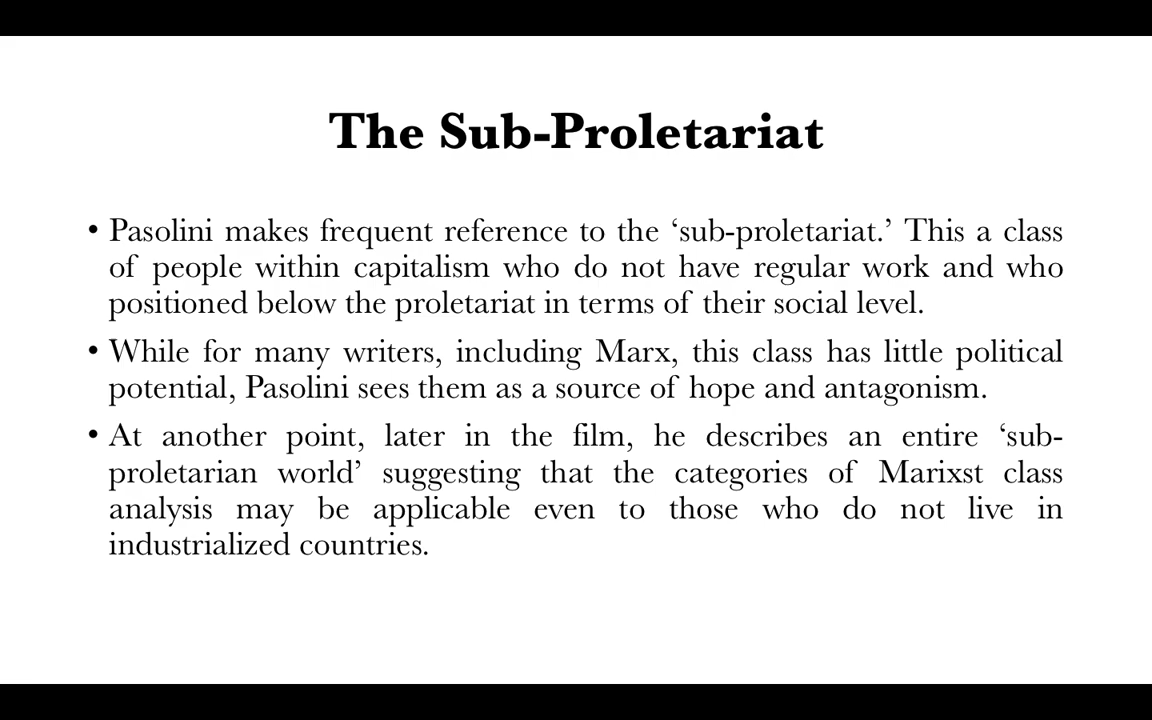 The Sub-Proletariat
• Pasolini makes frequent reference to the ‘sub-proletariat.’ This a class
of people within capitalism who do not have regular work and who
positioned below the proletariat in terms of their social level.
• While for many writers, including Marx, this class has little political
potential, Pasolini sees them as a source of hope and antagonism.
• At another point, later in the film, he describes an entire ‘sub-
proletarian world’ suggesting that the categories of Marixst class
analysis may be applicable even to those who do not live in
industrialized countries.